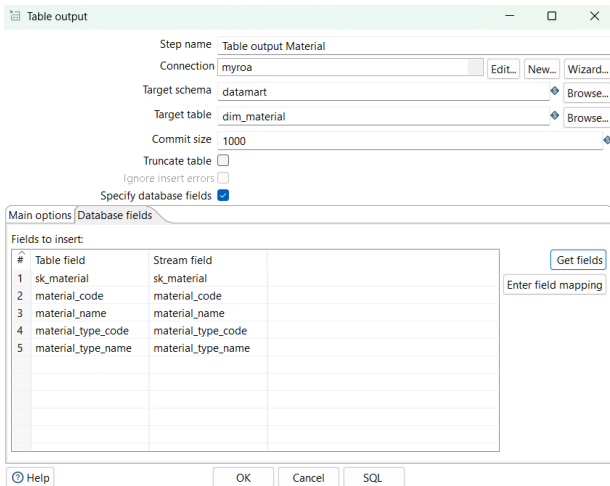 Table output
Step name Table output Material
Connection myroa Edit... New... Wizard...
Target schema datamart Browse...
Target table dim_material Browse...
Commit size 1000
Truncate table
Ignore insert errors
Specify database fields
Main options Database fields
Fields to insert:
# Table field Stream field
Get fields
1 sk_material sk_material
Enter field mapping
2 material_code material_code
3 material_name material_name
4 material_type_code material_type_code
5 material_type_name material_type_name
Help OK Cancel SQL